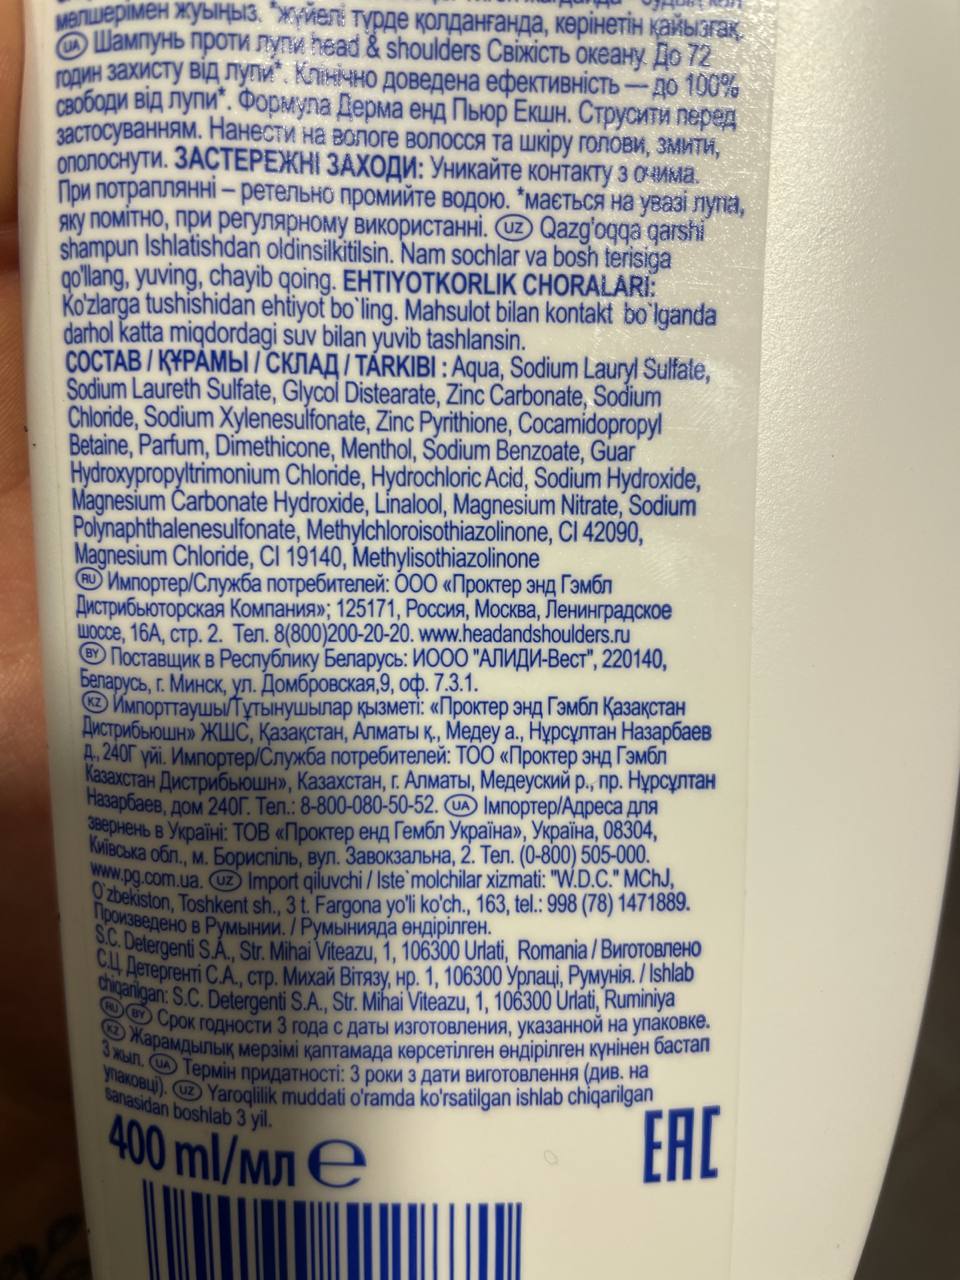 мөлшерімен жуыңыз. *жүйелі түрде қолданғанда, көрінетін қайызғақ.
UA Шампунь проти лупи head & shoulders Свіжість океану. До 72
годин захисту від лупи*. Клінічно доведена ефективність — до 100%
свободи від лупи*. Формула Дерма енд Пьюр Екшн. Струсити перед
застосуванням. Нанести на вологе волосся та шкіру голови, змити,
ополоснути. ЗАСТЕРЕЖНІ ЗАХОДИ: Уникайте контакту з очима.
При потраплянні – ретельно промийте водою. *мається на увазі лупа,
яку помітно, при регулярному використанні. UZ Qazg'oqqa qarshi
shampun Ishlatishdan oldinsilkitilsin. Nam sochlar va bosh terisiga
qo'llang, yuving, chayib qoing. EHTIYOTKORLIK CHORALARI:
Ko'zlarga tushishidan ehtiyot bo`ling. Mahsulot bilan kontakt bo`lganda
darhol katta miqdordagi suv bilan yuvib tashlansin.
СОСТАВ / ҚҰРАМЫ / СКЛАД / TARKIBI : Aqua, Sodium Lauryl Sulfate,
Sodium Laureth Sulfate, Glycol Distearate, Zinc Carbonate, Sodium
Chloride, Sodium Xylenesulfonate, Zinc Pyrithione, Cocamidopropyl
Betaine, Parfum, Dimethicone, Menthol, Sodium Benzoate, Guar
Hydroxypropyltrimonium Chloride, Hydrochloric Acid, Sodium Hydroxide,
Magnesium Carbonate Hydroxide, Linalool, Magnesium Nitrate, Sodium
Polynaphthalenesulfonate, Methylchloroisothiazolinone, CI 42090,
Magnesium Chloride, CI 19140, Methylisothiazolinone
RU Импортер/Служба потребителей: ООО «Проктер энд Гэмбл
Дистрибьюторская Компания»; 125171, Россия, Москва, Ленинградское
шоссе, 16А, стр. 2. Тел. 8(800)200-20-20. www.headandshoulders.ru
BY Поставщик в Республику Беларусь: ИООО "АЛИДИ-Вест", 220140,
Беларусь, г. Минск, ул. Домбровская,9, оф. 7.3.1.
KZ Импорттаушы/Тұтынушылар қызметі: «Проктер энд Гэмбл Қазақстан
Дистрибьюшн» ЖШС, Қазақстан, Алматы қ., Медеу а., Нұрсұлтан Назарбаев
д., 240Г үйі. Импортер/Служба потребителей: ТОО «Проктер энд Гэмбл
Казахстан Дистрибьюшн», Казахстан, г. Алматы, Медеуский р., пр. Нұрсұлтан
Назарбаев, дом 240Г. Тел.: 8-800-080-50-52. UA Імпортер/Адреса для
звернень в Україні: ТОВ «Проктер енд Гембл Україна», Україна, 08304,
Київська обл., м. Бориспіль, вул. Завокзальна, 2. Тел. (0-800) 505-000.
www.pg.com.ua. UZ Import qiluvchi / Iste`molchilar xizmati: "W.D.C." MChJ,
O`zbekiston, Toshkent sh., 3 t. Fargona yo'li ko'ch., 163, tel.: 998 (78) 1471889.
Произведено в Румынии. / Румынияда өндірілген.
S.C. Detergenti S.A., Str. Mihai Viteazu, 1, 106300 Urlati, Romania / Виготовлено
С.Ц. Детергенті С.А., стр. Михай Вітязу, нр. 1, 106300 Урлаці, Румунія. / Ishlab
chiqarilgan: S.C. Detergenti S.A., Str. Mihai Viteazu, 1, 106300 Urlati, Ruminiya
RU BY Срок годности 3 года с даты изготовления, указанной на упаковке.
KZ Жарамдылық мерзімі қаптамада көрсетілген өндірілген күнінен бастап
3 жыл. UA Термін придатності: 3 роки з дати виготовлення (див. на
упаковці). UZ Yaroqlilik muddati o'ramda ko'rsatilgan ishlab chiqarilgan
sanasidan boshlab 3 yil.
400 ml/мл ℮
EAC